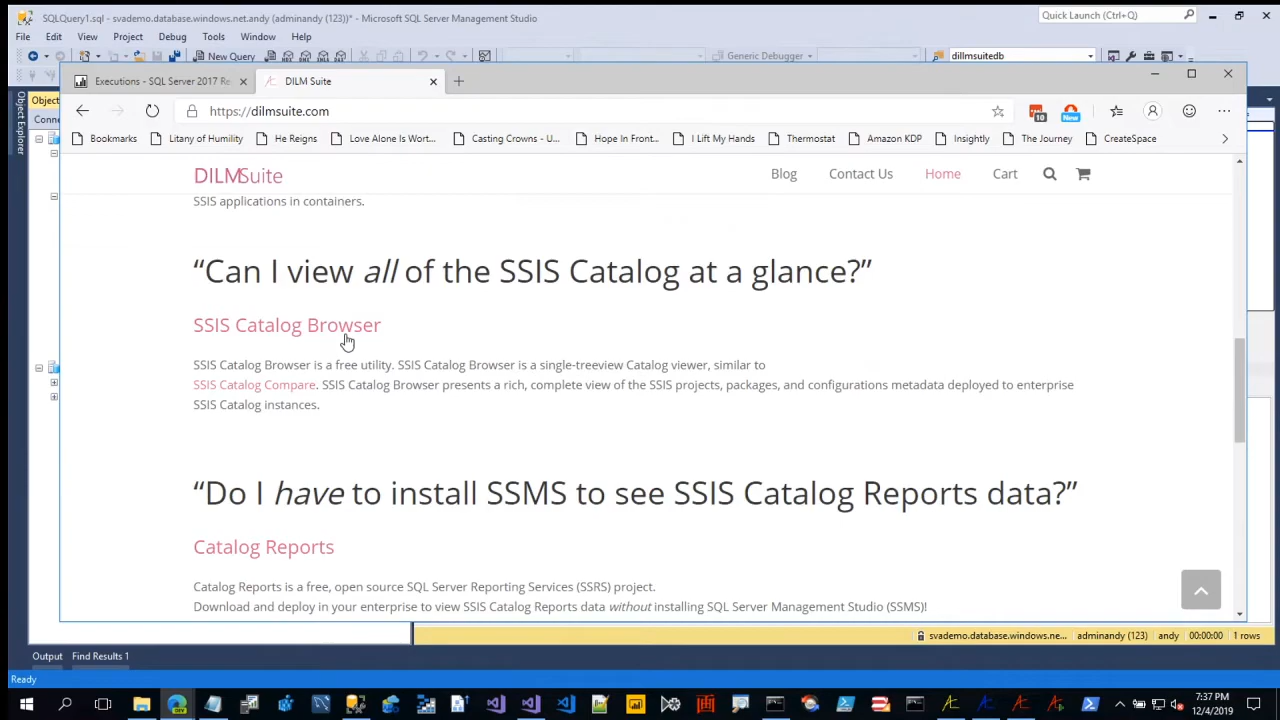 SQLQuery1.sql - svademo.database.windows.net.andy (adminandy (123))* - Microsoft SQL Server Management Studio
Quick Launch (Ctrl+Q)
File Edit View Project Debug Tools Window Help
New Query
Generic Debugger
dillmsuitedb
Object Explorer
Object
Conne
Executions - SQL Server 2017 Re
DILM Suite
https://dilmsuite.com
10
New
Bookmarks
Litany of Humility
He Reigns
Love Alone Is Wort...
Casting Crowns - U...
Hope In Front...
I Lift My Hands
Thermostat
Amazon KDP
Insightly
The Journey
CreateSpace
DILMSuite
Blog Contact Us Home Cart
SSIS applications in containers.
“Can I view all of the SSIS Catalog at a glance?”
SSIS Catalog Browser
SSIS Catalog Browser is a free utility. SSIS Catalog Browser is a single-treeview Catalog viewer, similar to
SSIS Catalog Compare. SSIS Catalog Browser presents a rich, complete view of the SSIS projects, packages, and configurations metadata deployed to enterprise
SSIS Catalog instances.
“Do I have to install SSMS to see SSIS Catalog Reports data?”
Catalog Reports
Catalog Reports is a free, open source SQL Server Reporting Services (SSRS) project.
Download and deploy in your enterprise to view SSIS Catalog Reports data without installing SQL Server Management Studio (SSMS)!
svademo.database.windows.ne... adminandy (123) andy 00:00:00 1 rows
Output Find Results 1
Ready
7:37 PM
12/4/2019